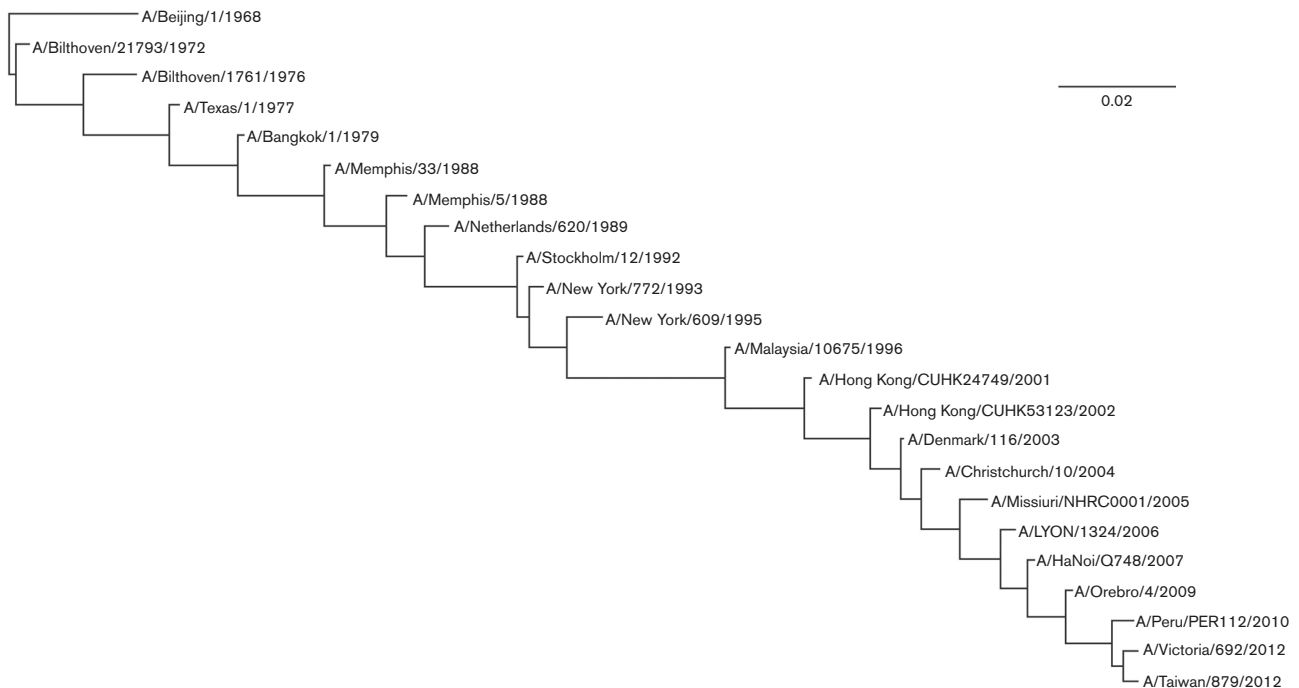 A/Beijing/1/1968
A/Bilthoven/21793/1972
A/Bilthoven/1761/1976
0.02
A/Texas/1/1977
A/Bangkok/1/1979
A/Memphis/33/1988
A/Memphis/5/1988
A/Netherlands/620/1989
A/Stockholm/12/1992
A/New York/772/1993
A/New York/609/1995
A/Malaysia/10675/1996
A/Hong Kong/CUHK24749/2001
A/Hong Kong/CUHK53123/2002
A/Denmark/116/2003
A/Christchurch/10/2004
A/Missiuri/NHRC0001/2005
A/LYON/1324/2006
A/HaNoi/Q748/2007
A/Orebro/4/2009
A/Peru/PER112/2010
A/Victoria/692/2012
A/Taiwan/879/2012